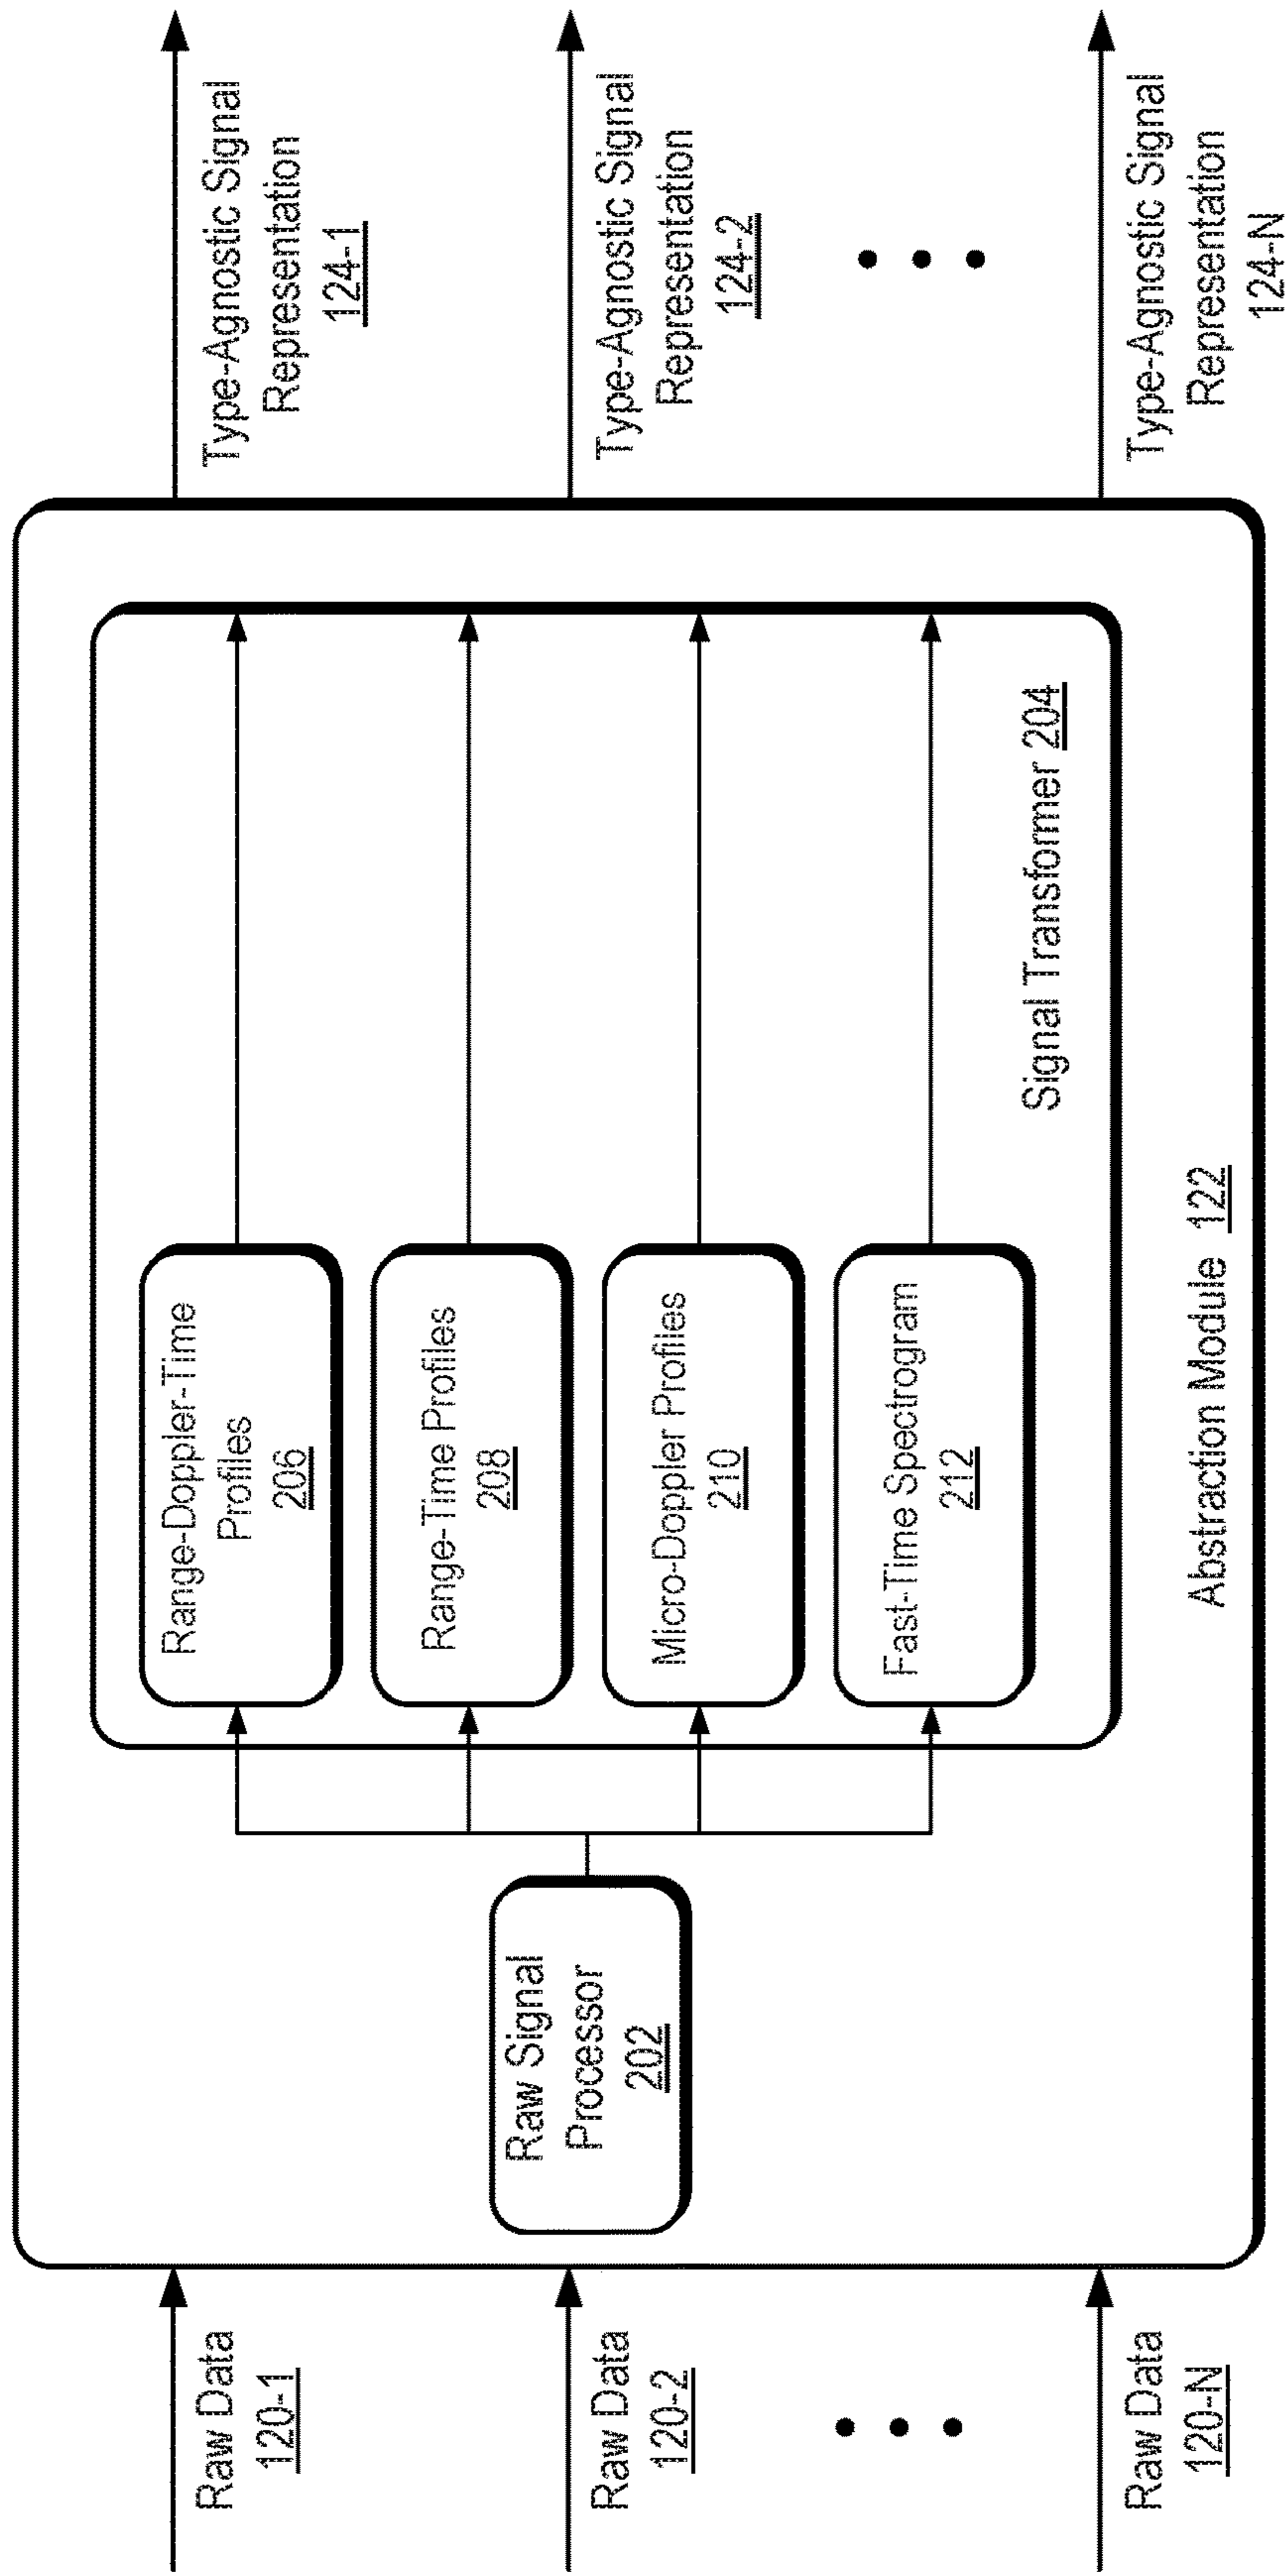 Raw Data
120-1
Raw Data
120-2
Raw Data
120-N
Raw Signal
Processor
202
Range-Doppler-Time
Profiles
206
Range-Time Profiles
208
Micro-Doppler Profiles
210
Fast-Time Spectrogram
212
Signal Transformer 204
Abstraction Module 122
Type-Agnostic Signal
Representation
124-1
Type-Agnostic Signal
Representation
124-2
Type-Agnostic Signal
Representation
124-N